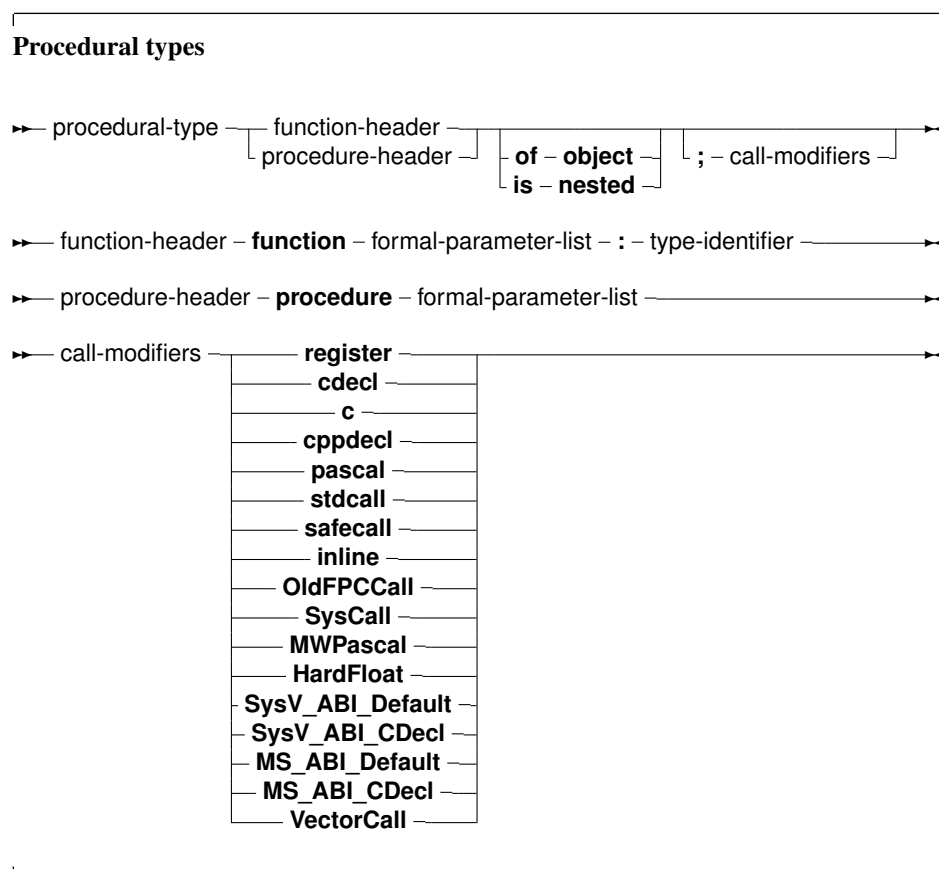 Procedural types
procedural-type function-header
procedure-header of object ; call-modifiers
is nested
function-header function formal-parameter-list : type-identifier
procedure-header procedure formal-parameter-list
call-modifiers register
cdecl
c
cppdecl
pascal
stdcall
safecall
inline
OldFPCCall
SysCall
MWPascal
HardFloat
SysV_ABI_Default
SysV_ABI_CDecl
MS_ABI_Default
MS_ABI_CDecl
VectorCall